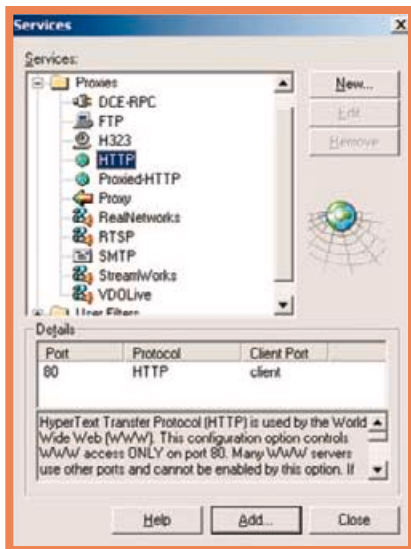 Services
Services:
Proxies
DCE-RPC
FTP
H323
HTTP
Proxied-HTTP
Proxy
RealNetworks
RTSP
SMTP
StreamWorks
VDOLive
User Filters
New...
Edit
Remove
Details
Port Protocol Client Port
80 HTTP client
HyperText Transfer Protocol (HTTP) is used by the World
Wide Web (WWW). This configuration option controls
WWW access ONLY on port 80. Many WWW servers
use other ports and cannot be enabled by this option. If
Help Add... Close